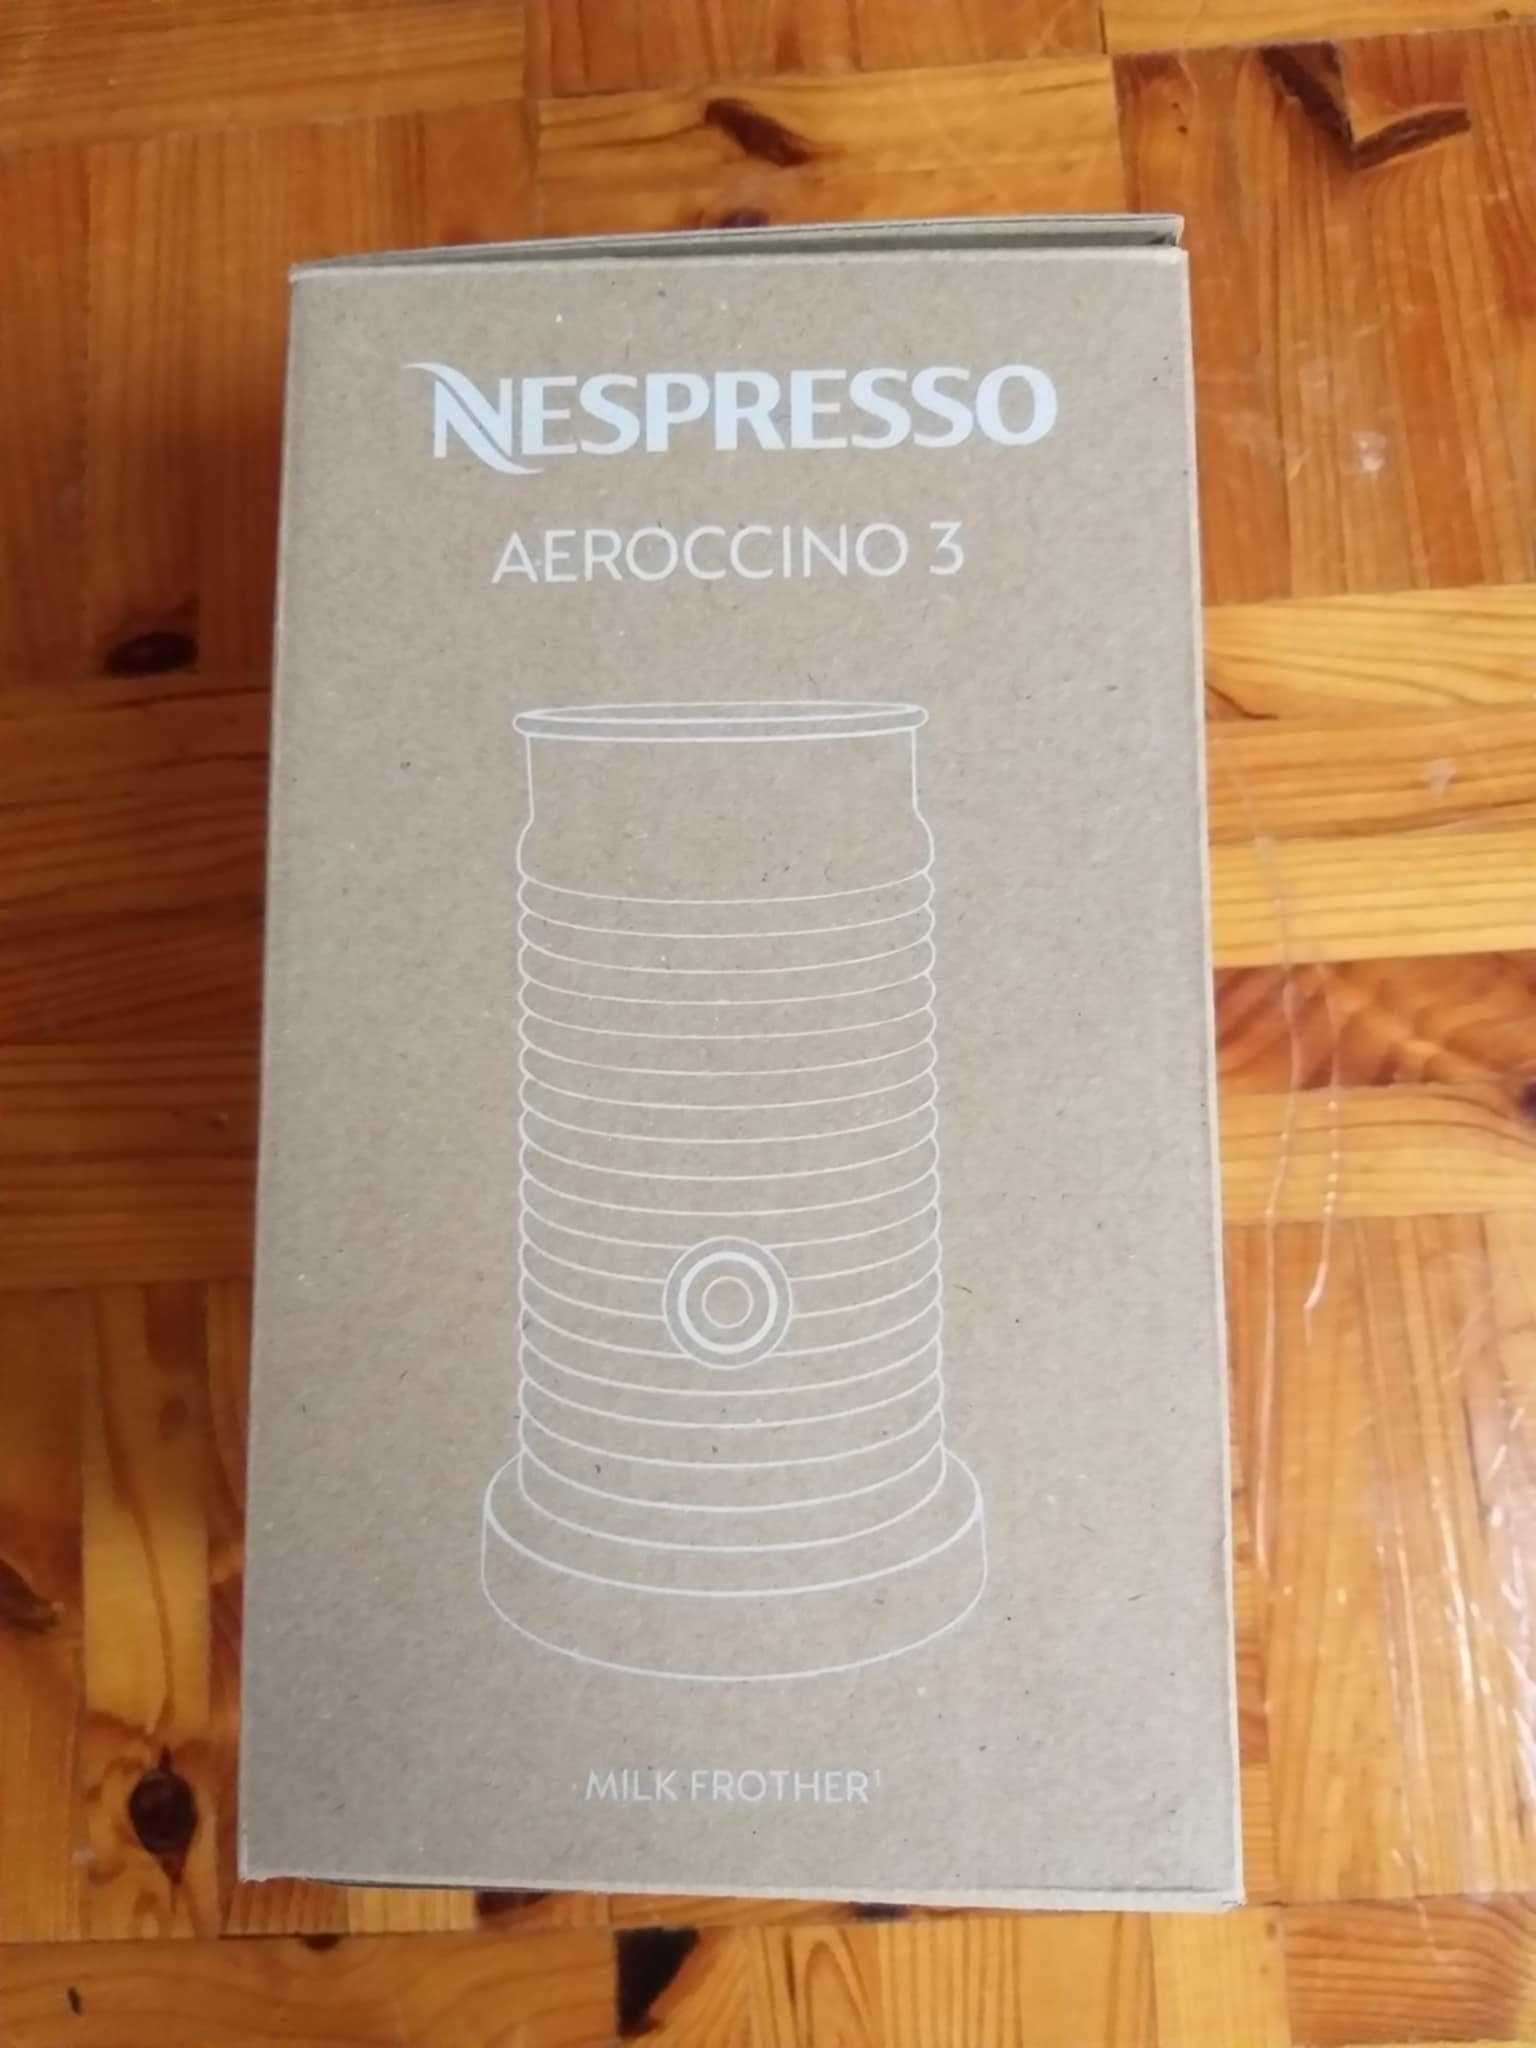 NESPRESSO
AEROCCINO 3
MILK FROTHER¹